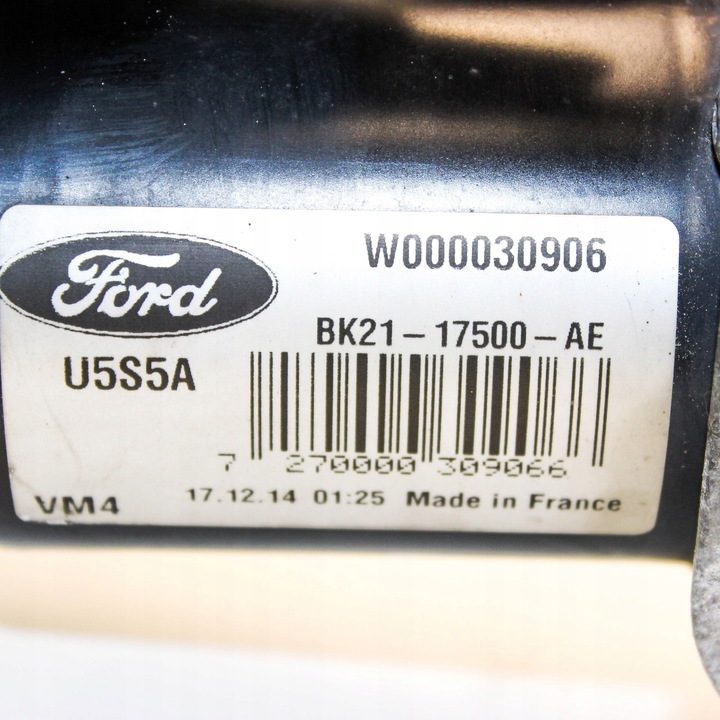 W000030906
Ford
BK21-17500-AE
U5S5A
7 270000 309066
VM4 17.12.14 01:25 Made in France